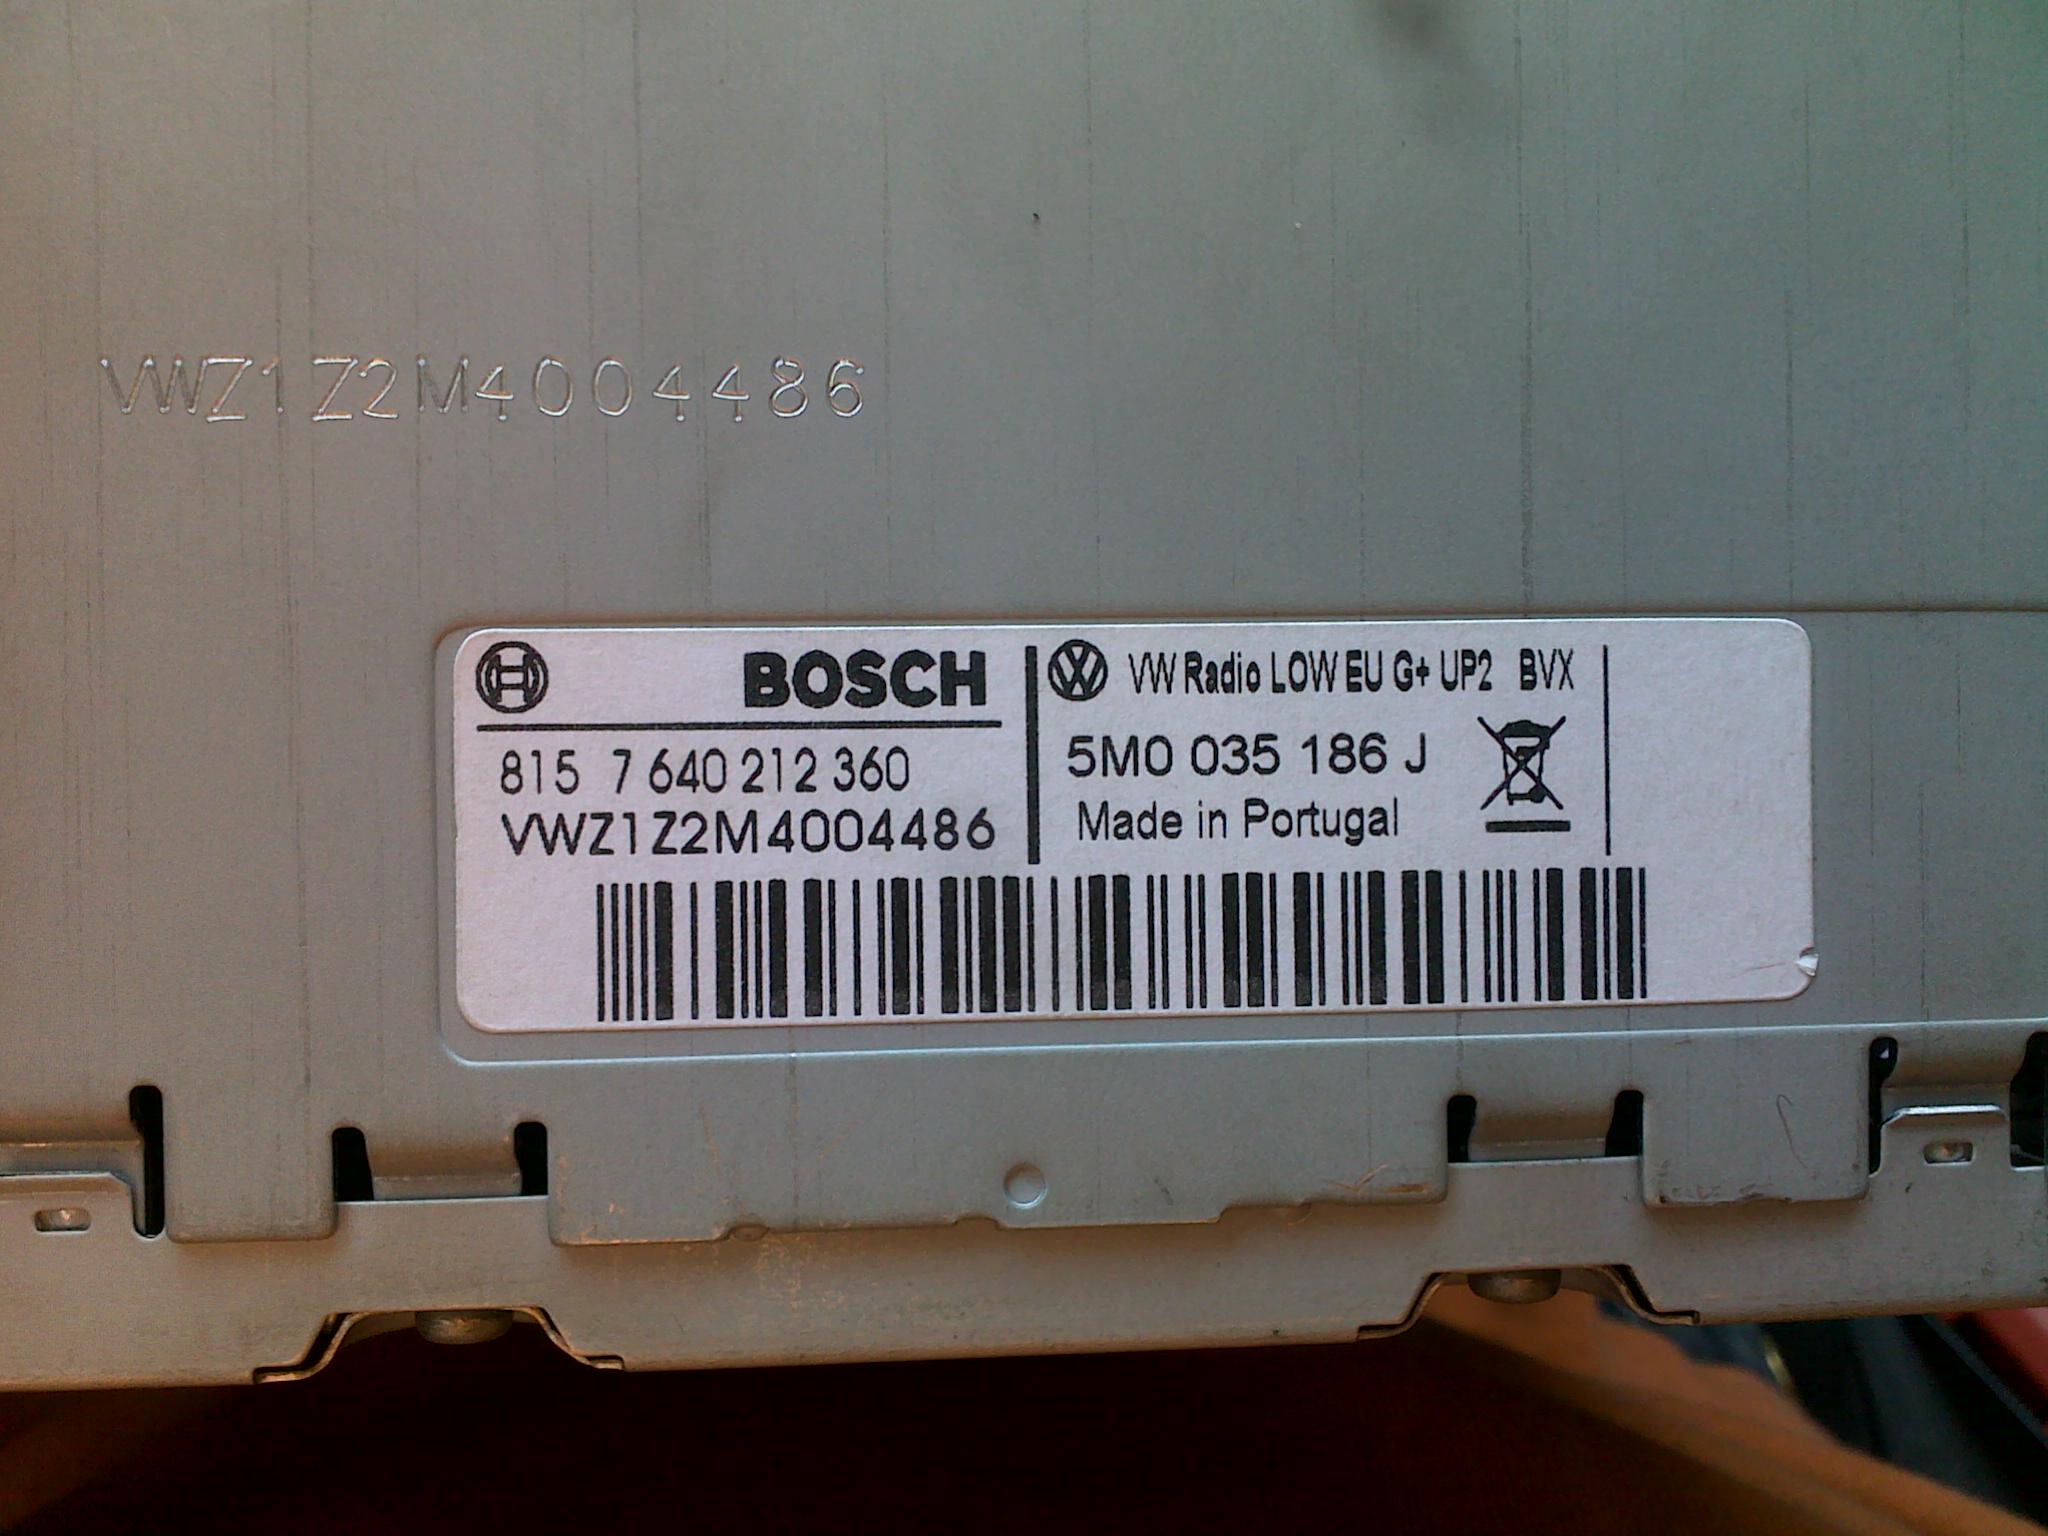 VWZ1Z2M4004486
BOSCH
815 7 640 212 360
VWZ1Z2M4004486
VW Radio LOW EU G+ UP2 BVX
5M0 035 186 J
Made in Portugal